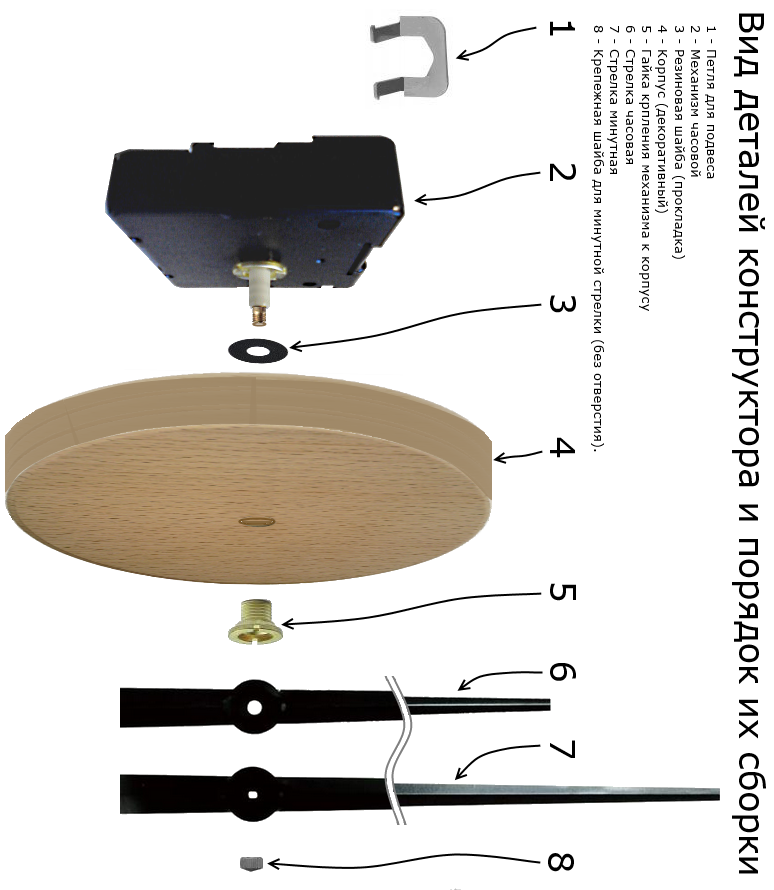 Вид деталей конструктора и порядок их сборки
1 - Петля для подвеса
2 - Механизм часовой
3 - Резиновая шайба (прокладка)
4 - Корпус (декоративный)
5 - Гайка крпления механизма к корпусу
6 - Стрелка часовая
7 - Стрелка минутная
8 - Крепежная шайба для минутной стрелки (без отверстия).
1
2
3
4
5
6
7
8